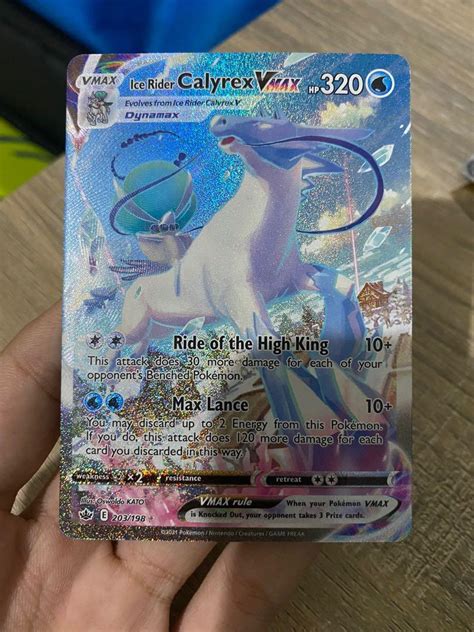 VMAX
Ice Rider Calyrex VMAX HP 320
Evolves from Ice Rider Calyrex V
Dynamax
Ride of the High King 10+
This attack does 30 more damage for each of your
opponent's Benched Pokémon.
Max Lance 10+
You may discard up to 2 Energy from this Pokémon.
If you do, this attack does 120 more damage for each
card you discarded in this way.
weakness × 2 resistance retreat
Illus. Oswaldo KATO
VMAX rule When your Pokémon VMAX
is Knocked Out, your opponent takes 3 Prize cards.
E 203/198
©2021 Pokémon / Nintendo / Creatures / GAME FREAK